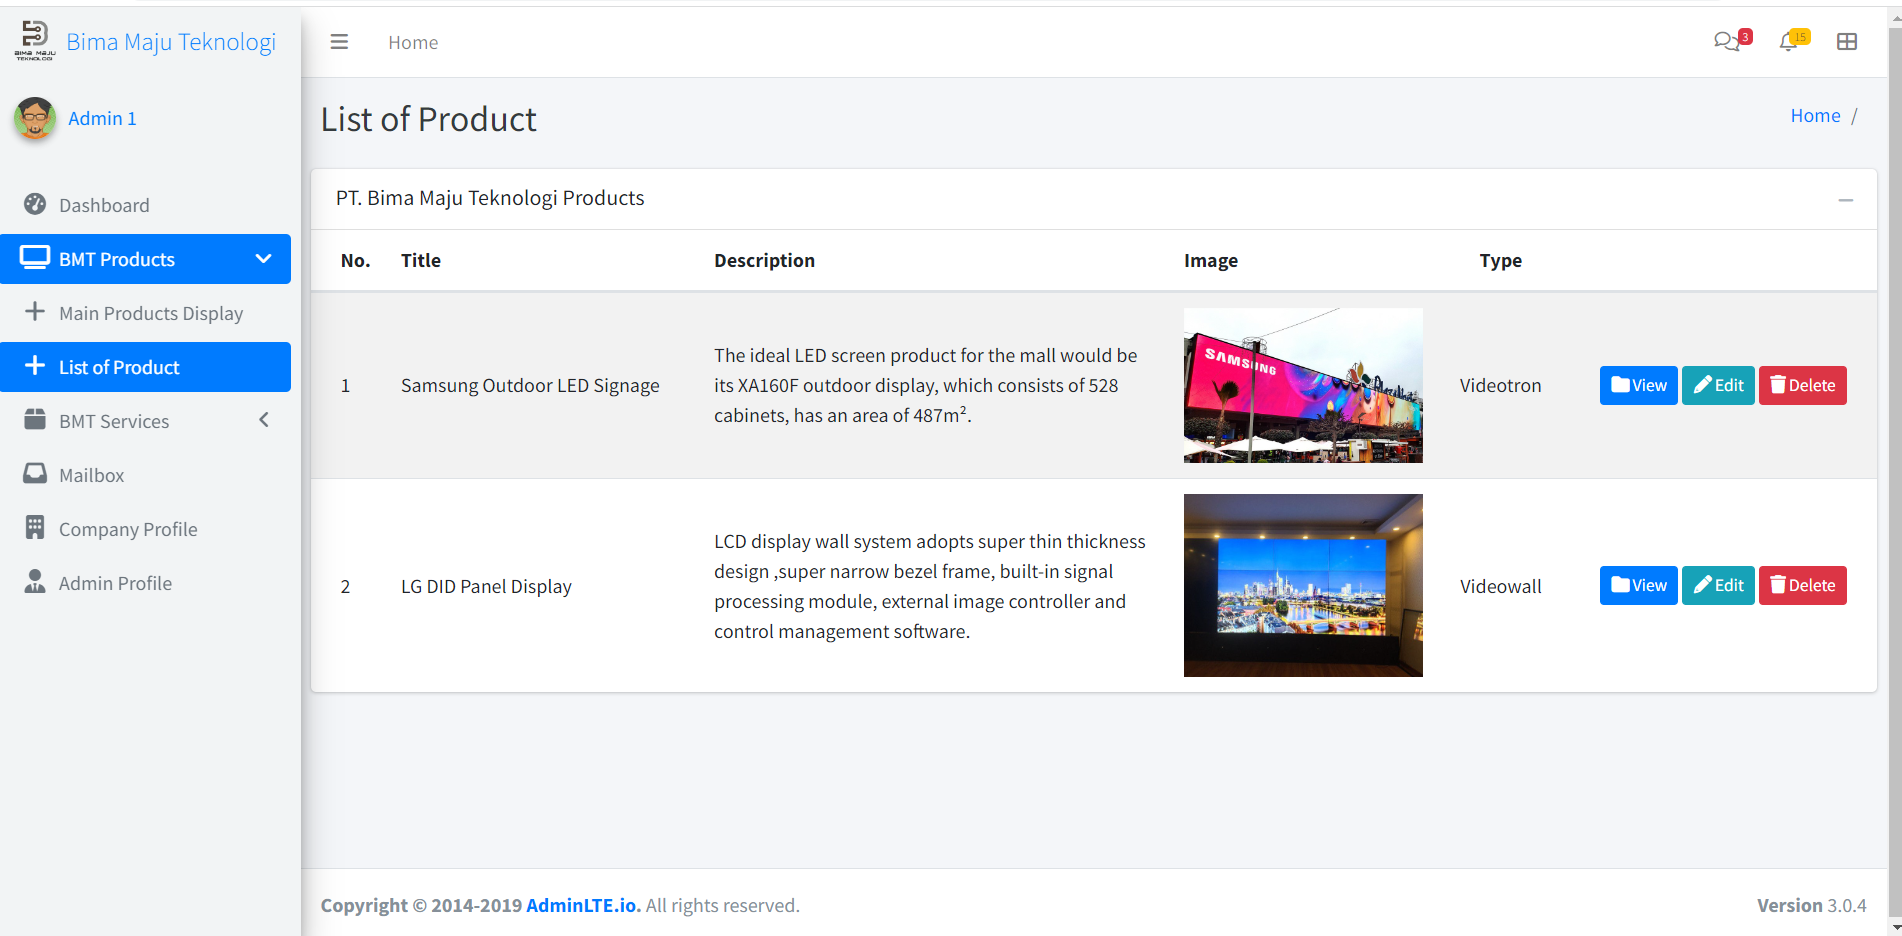 BIMA MAJU
TEKNOLOGI
Bima Maju Teknologi
Home
3
15
Admin 1
List of Product
Home /
Dashboard
BMT Products
Main Products Display
List of Product
BMT Services
Mailbox
Company Profile
Admin Profile
PT. Bima Maju Teknologi Products
No. Title Description Image Type
1 Samsung Outdoor LED Signage
The ideal LED screen product for the mall would be
its XA160F outdoor display, which consists of 528
cabinets, has an area of 487m².
SAMSUNG
Videotron
View Edit Delete
2 LG DID Panel Display
LCD display wall system adopts super thin thickness
design ,super narrow bezel frame, built-in signal
processing module, external image controller and
control management software.
Videowall
View Edit Delete
Copyright © 2014-2019 AdminLTE.io. All rights reserved.
Version 3.0.4